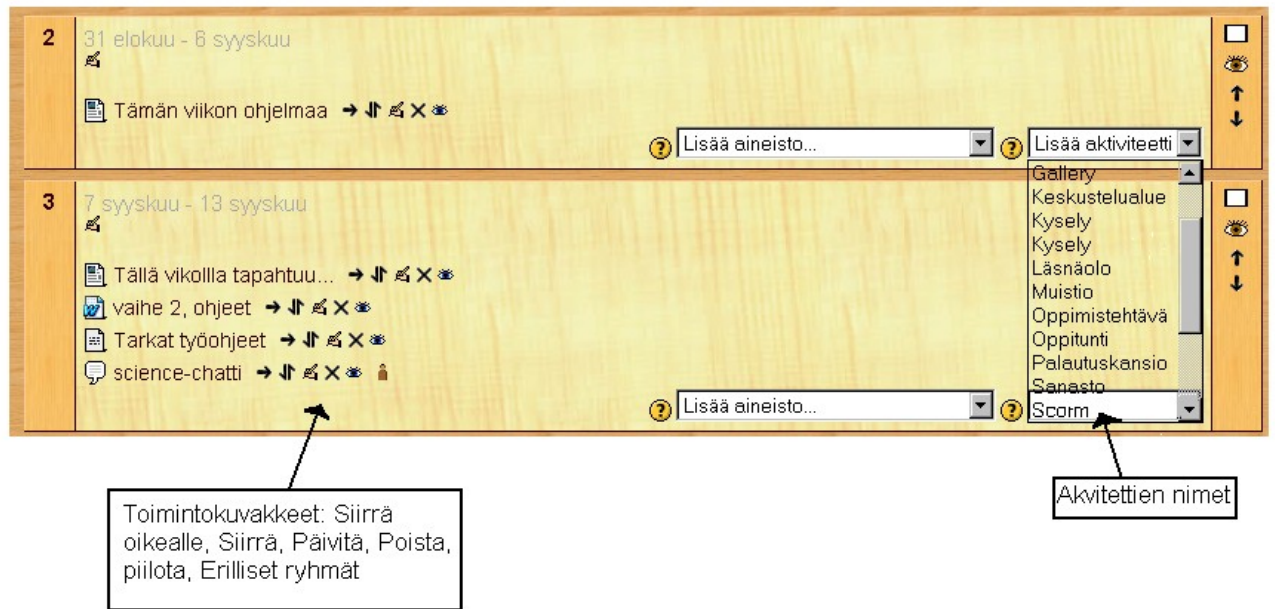 2
31 elokuu - 6 syyskuu
Tämän viikon ohjelmaa
? Lisää aineisto... ? Lisää aktiviteetti
Gallery
Keskustelualue
Kysely
Kysely
Läsnäolo
Muistio
Oppimistehtävä
Oppitunti
Palautuskansio
Sanasto
Scorm
3
7 syyskuu - 13 syyskuu
Tällä vikollla tapahtuu...
vaihe 2, ohjeet
Tarkat työohjeet
science-chatti
? Lisää aineisto... ?
Toimintokuvakkeet: Siirrä
oikealle, Siirrä, Päivitä, Poista,
piilota, Erilliset ryhmät
Akvitettien nimet